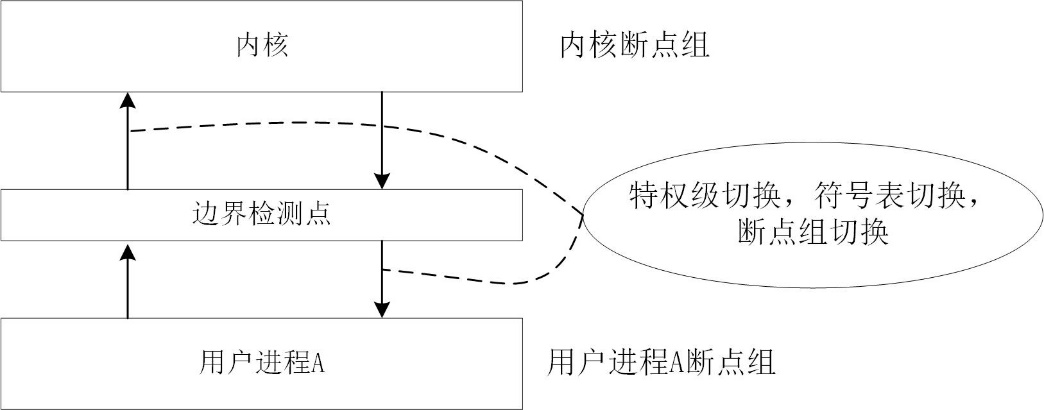 内核
内核断点组
边界检测点
特权级切换，符号表切换，
断点组切换
用户进程A
用户进程A断点组